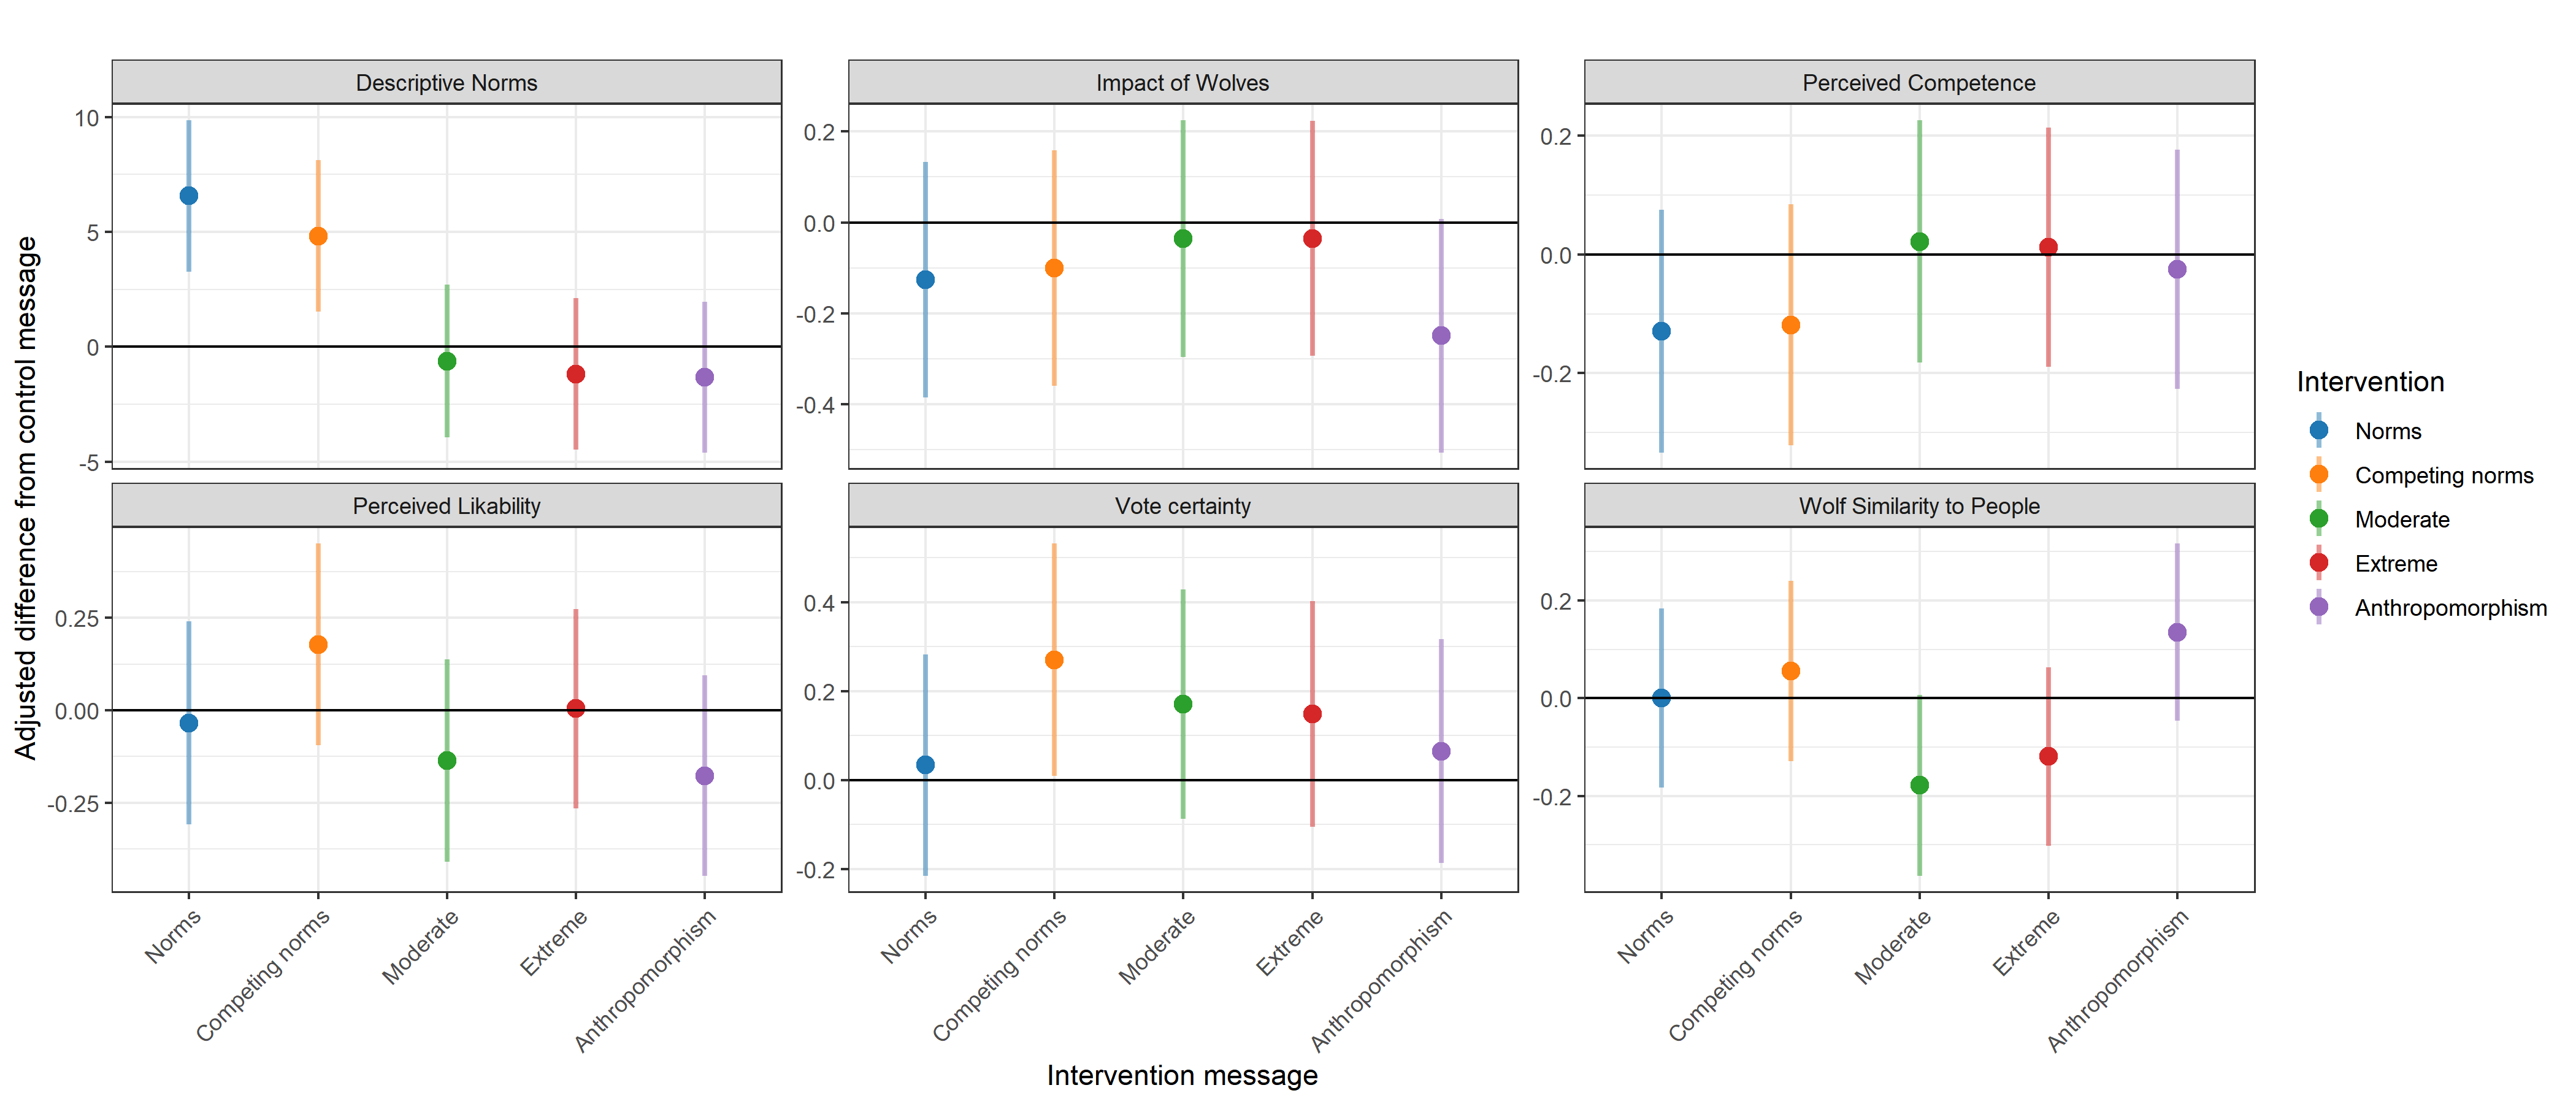 Descriptive Norms
Impact of Wolves
Perceived Competence
10
5
0
-5
0.2
0.0
-0.2
-0.4
0.2
0.0
-0.2
Perceived Likability
Vote certainty
Wolf Similarity to People
0.25
0.00
-0.25
0.4
0.2
0.0
-0.2
0.2
0.0
-0.2
Norms
Competing norms
Moderate
Extreme
Anthropomorphism
Norms
Competing norms
Moderate
Extreme
Anthropomorphism
Norms
Competing norms
Moderate
Extreme
Anthropomorphism
Adjusted difference from control message
Intervention message
Intervention
Norms
Competing norms
Moderate
Extreme
Anthropomorphism